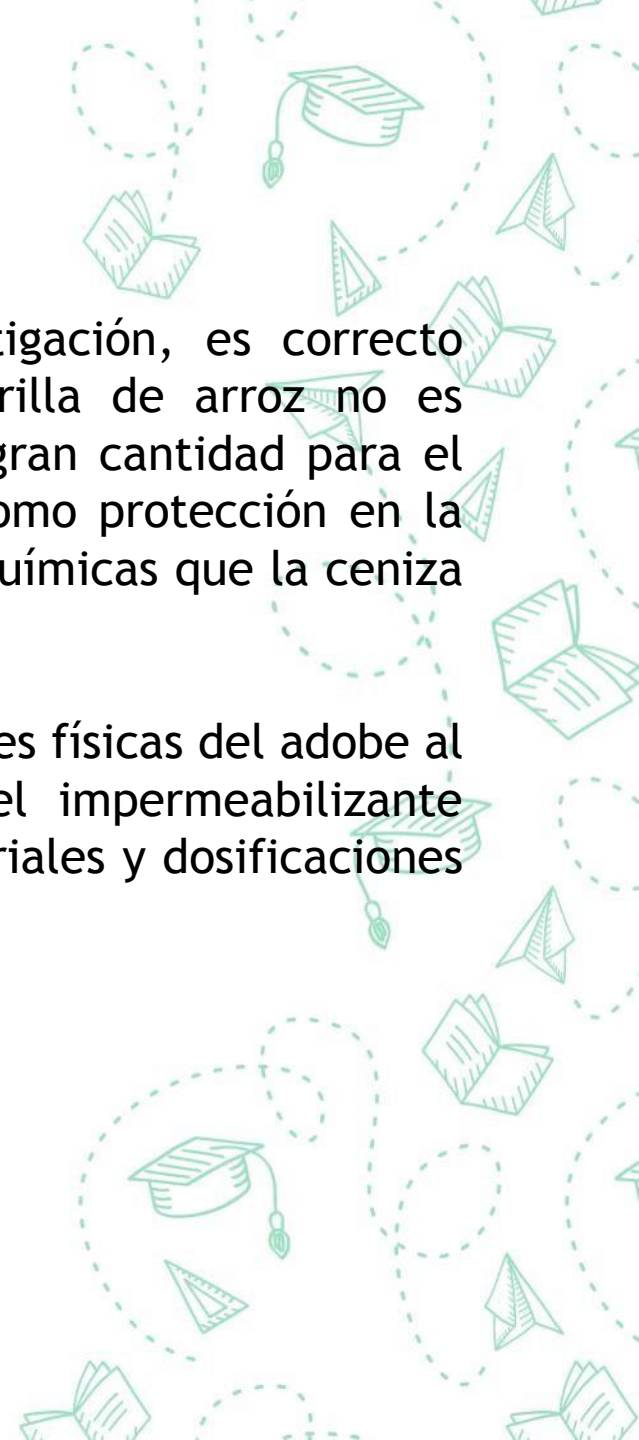 tigación, es correcto
rilla de arroz no es
gran cantidad para el
omo protección en la
uímicas que la ceniza
es físicas del adobe al
el impermeabilizante
riales y dosificaciones